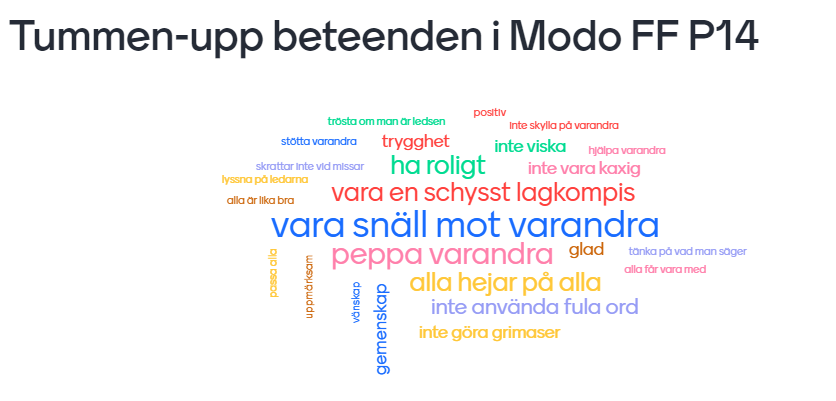 Tummen-upp beteenden i Modo FF P14
positiv
trösta om man är ledsen
inte skylla på varandra
stötta varandra
trygghet
inte viska
hjälpa varandra
skrattar inte vid missar
ha roligt
inte vara kaxig
lyssna på ledarna
vara en schysst lagkompis
alla är lika bra
vara snäll mot varandra
peppa varandra
glad
tänka på vad man säger
alla får vara med
passa alla
uppmärksam
vänskap
gemenskap
alla hejar på alla
inte använda fula ord
inte göra grimaser